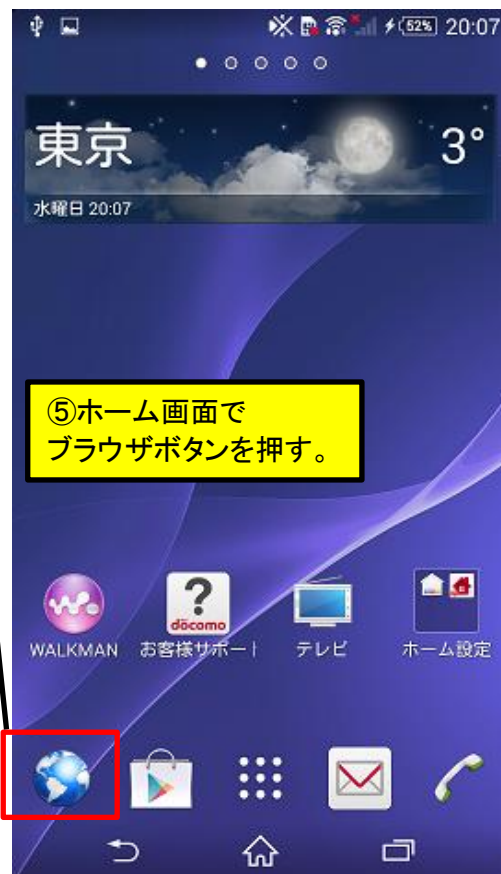 52% 20:07
東京 3°
水曜日 20:07
⑤ホーム画面で
ブラウザボタンを押す。
docomo
WALKMAN お客様サポート テレビ ホーム設定